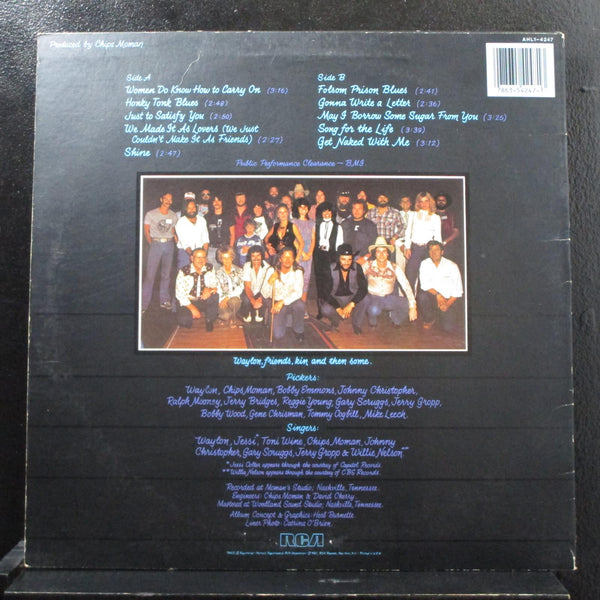 Produced by Chips Moman
AHL1-4247
Side A
Women Do Know How to Carry On (3:16)
Honky Tonk Blues (2:48)
Just to Satisfy You (2:50)
We Made It As Lovers (We Just
Couldn't Make It As Friends) (2:27)
Shine (2:47)
Side B
Folsom Prison Blues (2:41)
Gonna Write a Letter (2:36)
May I Borrow Some Sugar From You (3:25)
Song for the Life (3:39)
Get Naked With Me (3:12)
Public Performance Clearance — BMI.
Waylon, friends, kin and then some.
Pickers:
Waylon, Chips Moman, Bobby Emmons, Johnny Christopher,
Ralph Mooney, Jerry Bridges, Reggie Young, Gary Scruggs, Jerry Gropp,
Bobby Wood, Gene Chrisman, Tommy Cogbill, Mike Leech.
Singers:
Waylon, Jessi*, Toni Wine, Chips Moman, Johnny
Christopher, Gary Scruggs, Jerry Gropp & Willie Nelson**
* Jessi Colter appears through the courtesy of Capitol Records.
** Willie Nelson appears through the courtesy of CBS Records.
Recorded at Moman's Studio; Nashville, Tennessee.
Engineers: Chips Moman & David Cherry
Mastered at Woodland Sound Studio; Nashville, Tennessee.
Album Concept & Graphics: Herb Burnette.
Liner Photo: Catrina O'Brien.
RCA